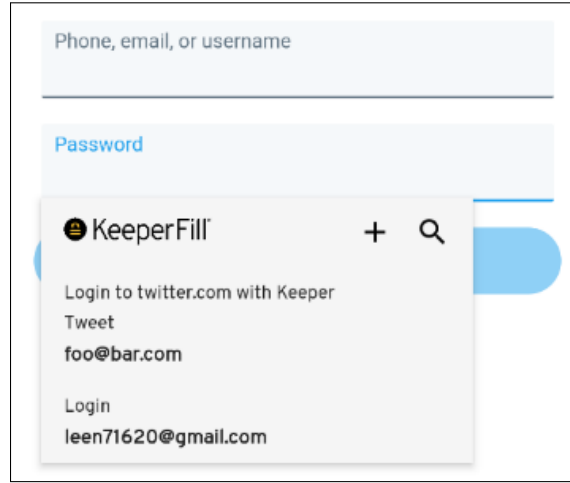 Phone, email, or username
Password
KeeperFill
Login to twitter.com with Keeper
Tweet
foo@bar.com
Login
leen71620@gmail.com